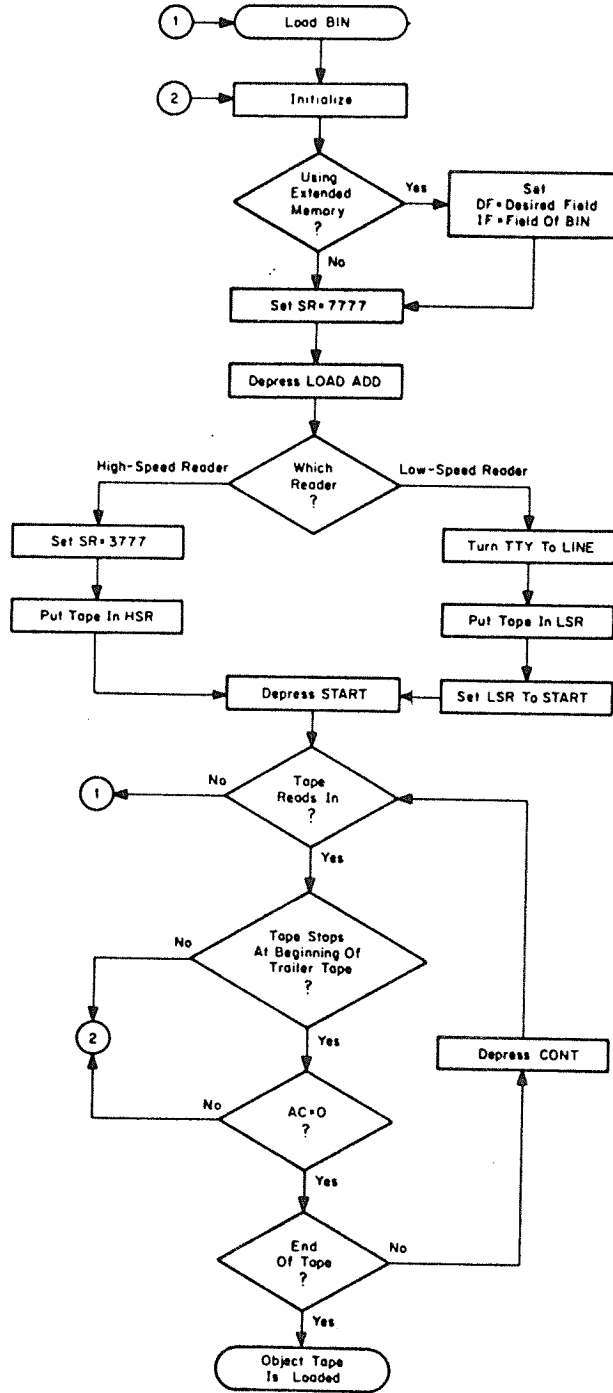 1
Load BIN
2
Initialize
Using
Extended
Memory
?
Yes
Set
DF=Desired Field
IF=Field Of BIN
No
Set SR=7777
Depress LOAD ADD
High-Speed Reader
Which
Reader
?
Low-Speed Reader
Set SR=3777
Turn TTY To LINE
Put Tape In HSR
Put Tape In LSR
Depress START
Set LSR To START
1
No
Tape
Reads In
?
Yes
No
Tape Stops
At Beginning Of
Trailer Tape
?
2
Yes
Depress CONT
No
AC=0
?
Yes
End
Of Tape
?
No
Yes
Object Tape
Is Loaded